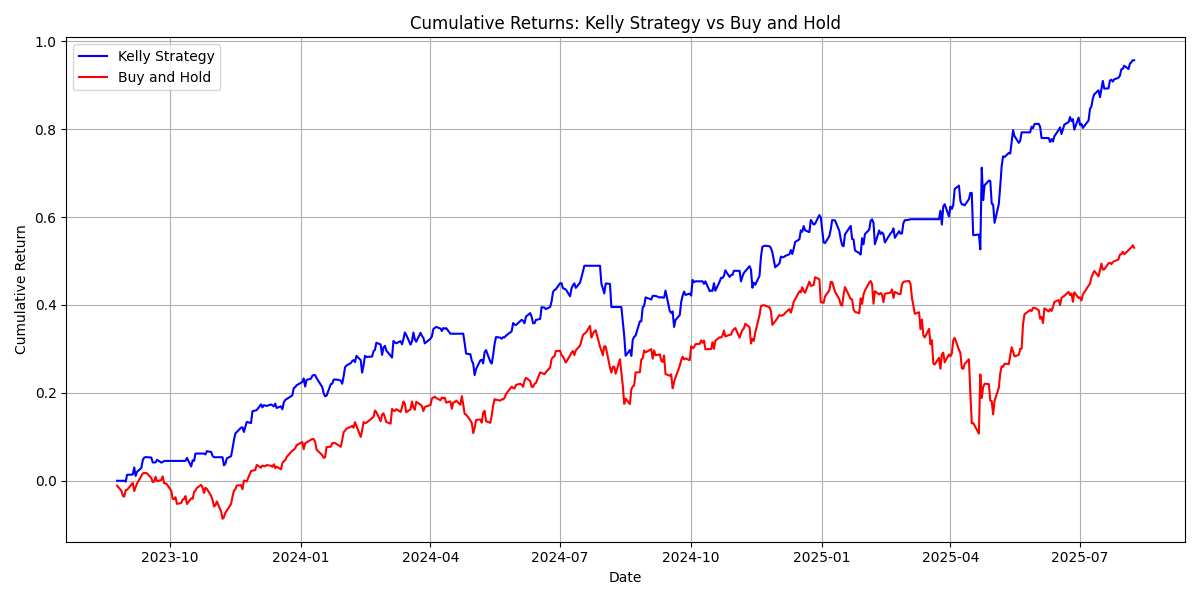 Cumulative Returns: Kelly Strategy vs Buy and Hold
Kelly Strategy
Buy and Hold
Cumulative Return
1.0
0.8
0.6
0.4
0.2
0.0
2023-10 2024-01 2024-04 2024-07 2024-10 2025-01 2025-04 2025-07
Date